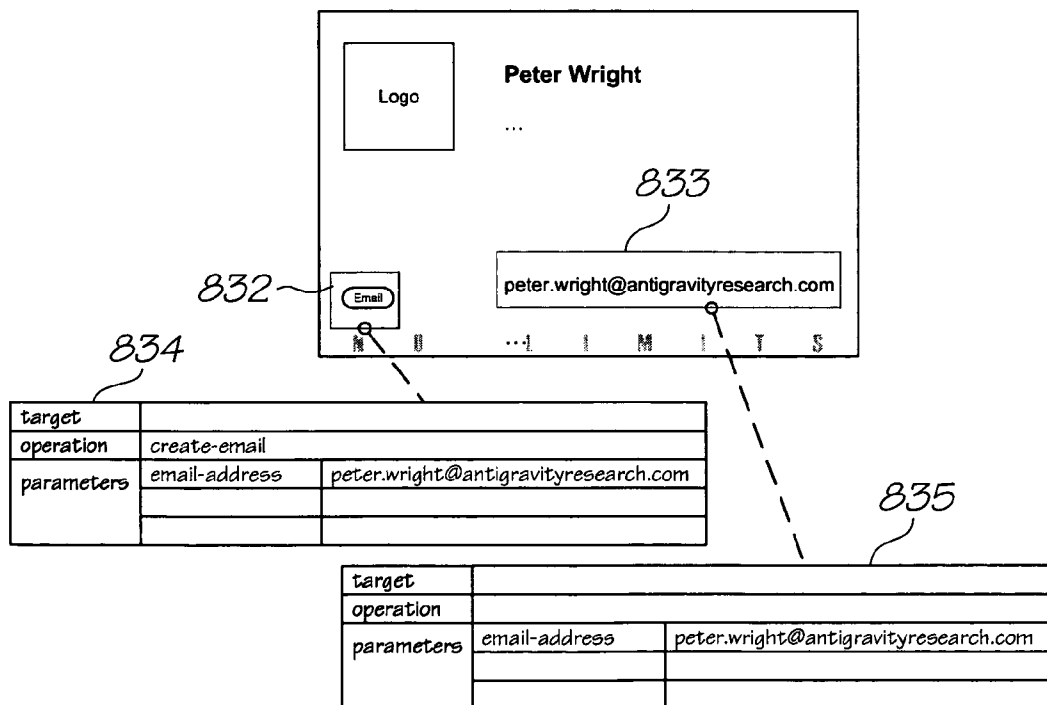 Logo
Peter Wright
...
833
peter.wright@antigravityresearch.com
832
Email
...L I M I T S
834
target
operation create-email
parameters email-address peter.wright@antigravityresearch.com
835
target
operation
parameters email-address peter.wright@antigravityresearch.com